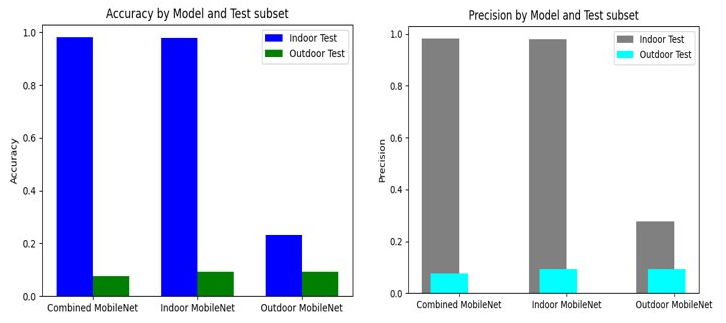 Accuracy by Model and Test subset
1.0
0.8
0.6
0.4
0.2
0.0
Accuracy
Indoor Test
Outdoor Test
Combined MobileNet
Indoor MobileNet
Outdoor MobileNet
Precision by Model and Test subset
1.0
0.8
0.6
0.4
0.2
0.0
Precision
Indoor Test
Outdoor Test
Combined MobileNet
Indoor MobileNet
Outdoor MobileNet